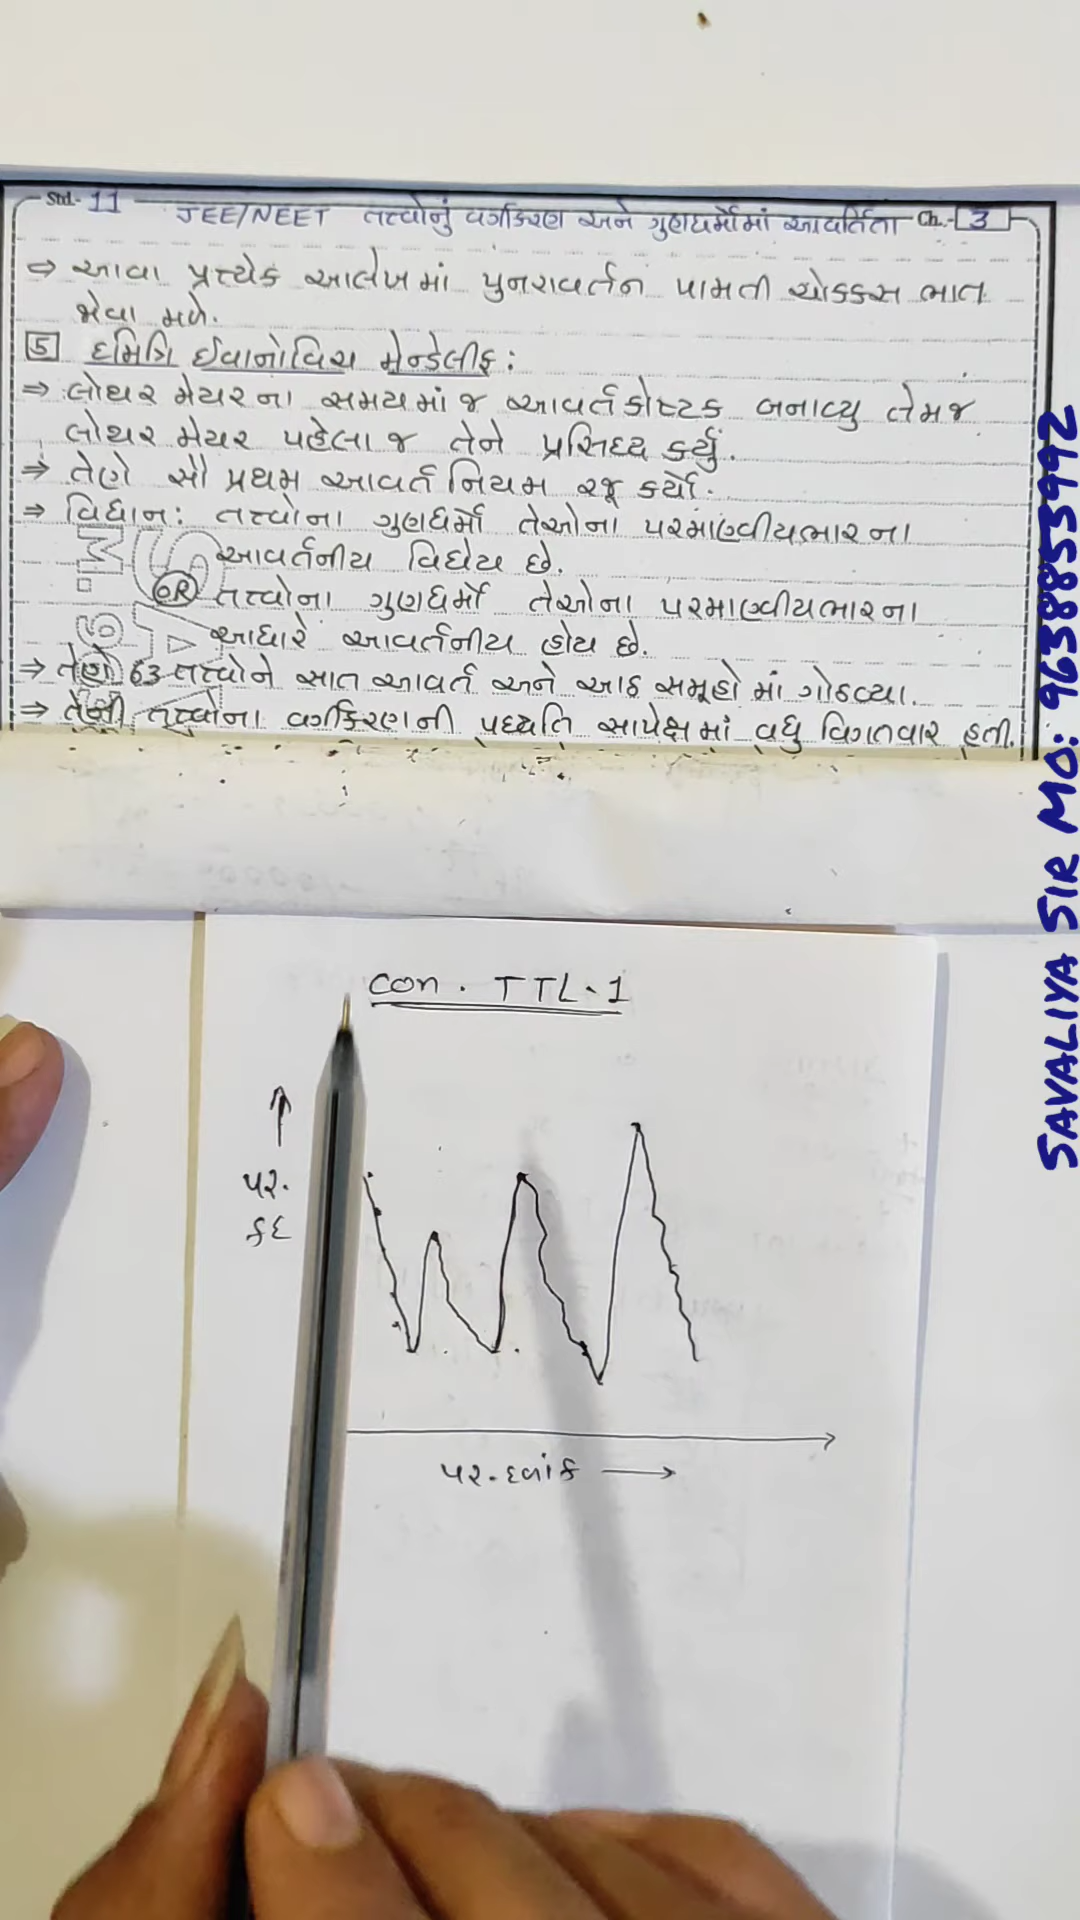 Std.- 11 JEE/NEET તત્ત્વોનું વર્ગીકરણ અને ગુણધર્મોમાં આવર્તિતા Ch.- 3
⇒ આવા પ્રત્યેક આલેખમાં પુનરાવર્તન પામતી ચોક્કસ ભાત
જોવા મળે.
5 દમિત્રિ ઈવાનોવિચ મેન્ડેલીફ :
⇒ લોથર મેયરના સમયમાં જ આવર્તકોષ્ટક બનાવ્યુ તેમજ
લોથર મેયર પહેલા જ તેને પ્રસિધ્ધ કર્યું.
⇒ તેણે સૌ પ્રથમ આવર્ત નિયમ રજૂ કર્યો.
⇒ વિધાન: તત્ત્વોના ગુણધર્મો તેઓના પરમાણ્વીયભારના
આવર્તનીય વિધેય છે.
OR તત્ત્વોના ગુણધર્મો તેઓના પરમાણ્વીયભારના
આધારે આવર્તનીય હોય છે.
⇒ તેણે 63 તત્ત્વોને સાત આવર્ત અને આઠ સમૂહોમાં ગોઠવ્યા.
⇒ તેની તત્ત્વોના વર્ગીકરણની પધ્ધતિ સાપેક્ષમાં વધુ વિગતવાર હતી.
SAVALIYA SIR MO: 9638853992
con. TTL-1
પર.
કદ
પર. ક્રમાંક